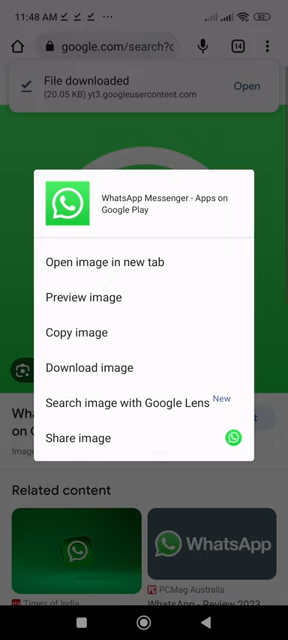 11:48 AM
82
google.com/search?c
14
File downloaded
(20.05 KB) yt3.googleusercontent.com
Open
WhatsApp Messenger - Apps on
Google Play
Open image in new tab
Preview image
Copy image
Download image
Search image with Google Lens New
Share image
Wha
on G
t
Image
Related content
WhatsApp
Times of India
PCMag Australia
WhatsApp - Review 2023